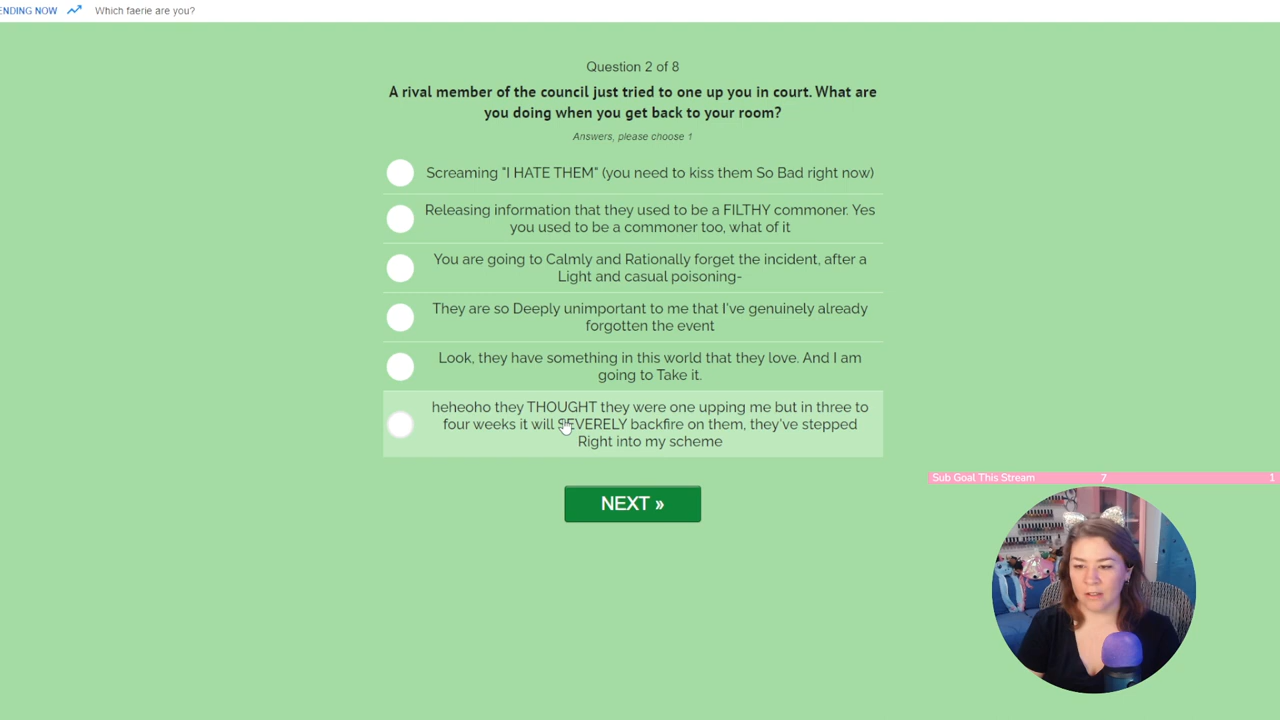 ENDING NOW
Which faerie are you?
Question 2 of 8
A rival member of the council just tried to one up you in court. What are
you doing when you get back to your room?
Answers, please choose 1
Screaming "I HATE THEM" (you need to kiss them So Bad right now)
Releasing information that they used to be a FILTHY commoner. Yes
you used to be a commoner too, what of it
You are going to Calmly and Rationally forget the incident, after a
Light and casual poisoning-
They are so Deeply unimportant to me that I've genuinely already
forgotten the event
Look, they have something in this world that they love. And I am
going to Take it.
heheoho they THOUGHT they were one upping me but in three to
four weeks it will SEVERELY backfire on them, they've stepped
Right into my scheme
NEXT »
Sub Goal This Stream 7 1